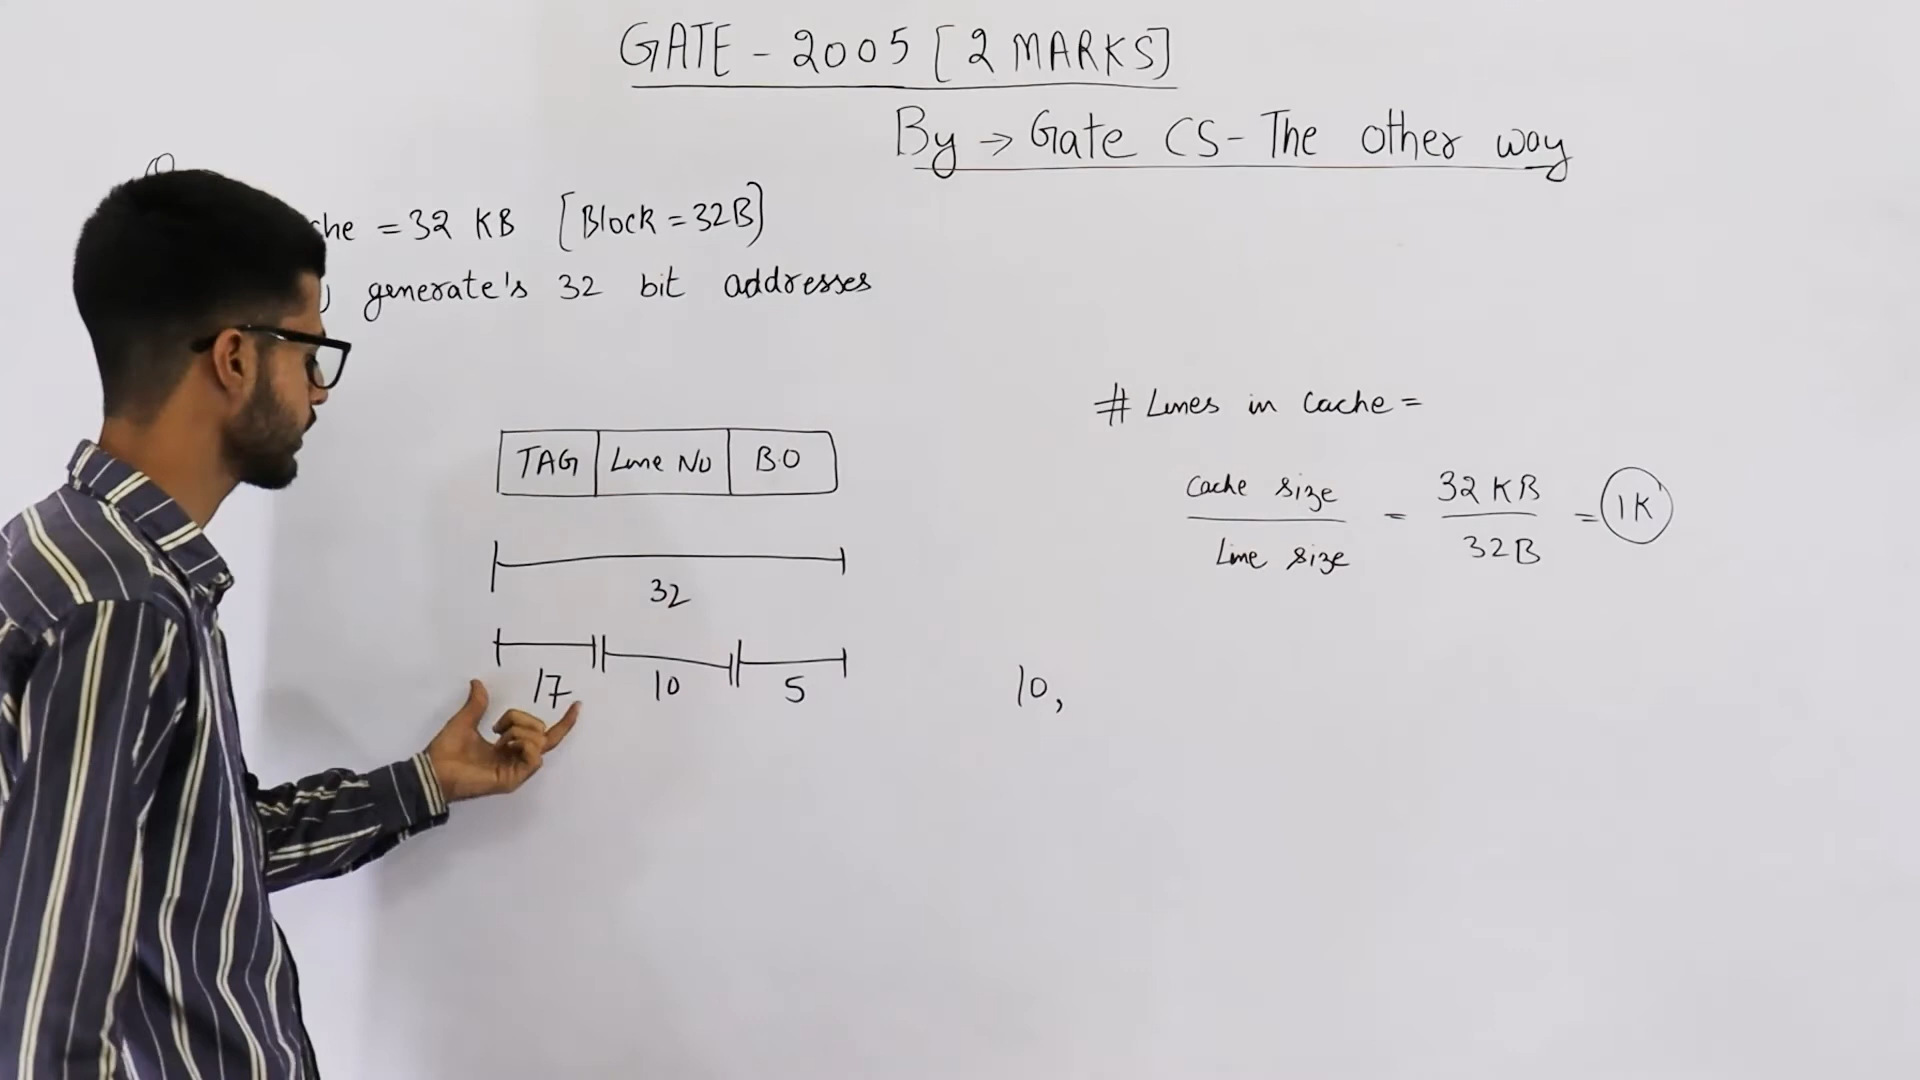 GATE - 2005 [2 MARKS]
By → Gate CS - The other way
che = 32 KB [Block = 32B]
generate's 32 bit addresses
# Lines in cache =
TAG Line No B.O
cache size = 32 KB = 1K
Line size 32B
32
17 10 5
10,